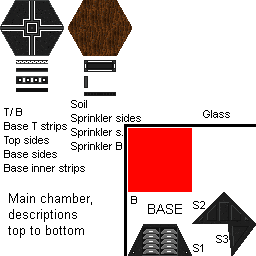 T/ B
Base T strips
Top sides
Base sides
Base inner strips
Soil
Sprinkler sides
Sprinkler s.
Sprinkler B
Glass
Main chamber,
descriptions
top to bottom
B
BASE
S1
S2
S3